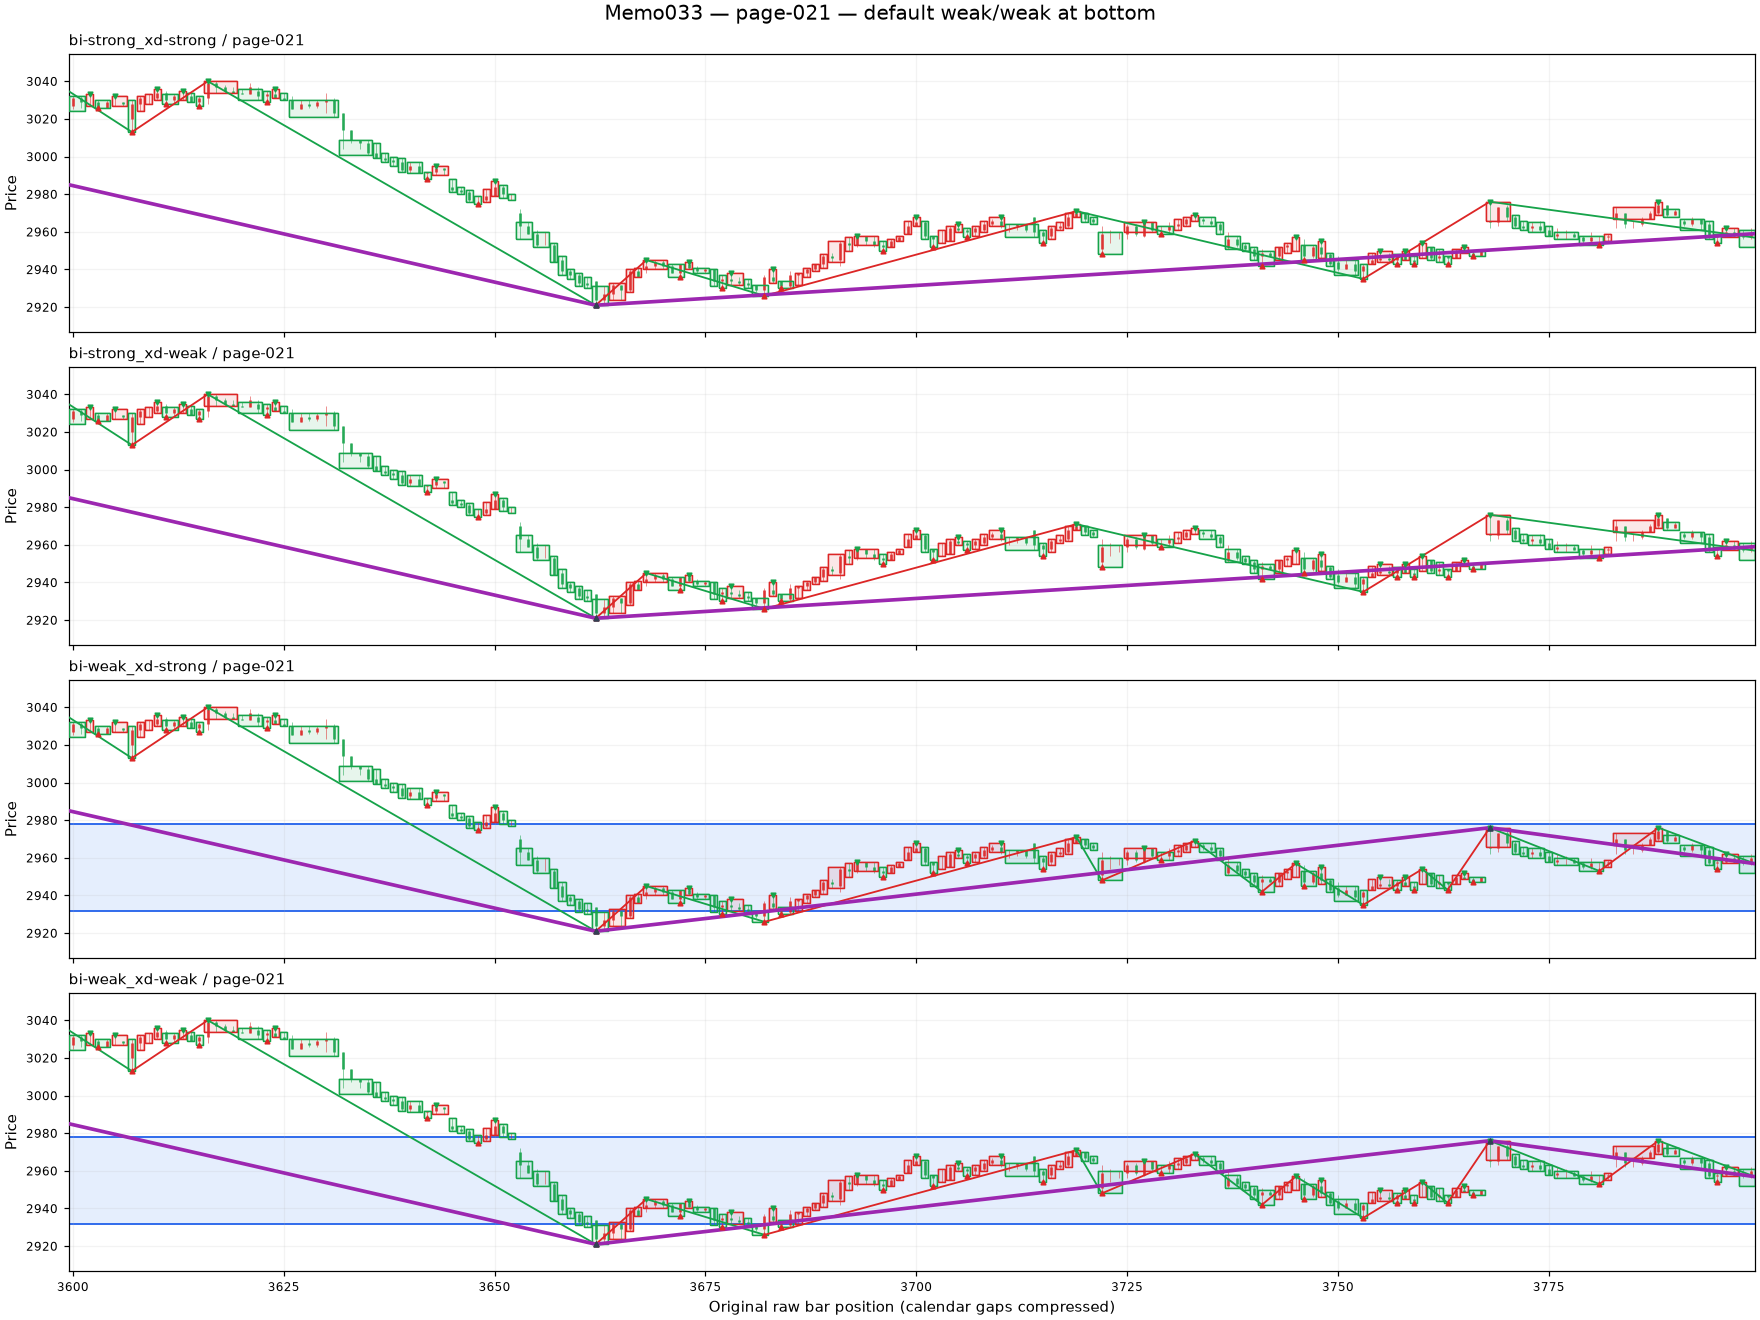 Memo033 — page-021 — default weak/weak at bottom
bi-strong_xd-strong / page-021
3040
3020
3000
2980
2960
2940
2920
Price
bi-strong_xd-weak / page-021
3040
3020
3000
2980
2960
2940
2920
Price
bi-weak_xd-strong / page-021
3040
3020
3000
2980
2960
2940
2920
Price
bi-weak_xd-weak / page-021
3040
3020
3000
2980
2960
2940
2920
Price
3600 3625 3650 3675 3700 3725 3750 3775
Original raw bar position (calendar gaps compressed)